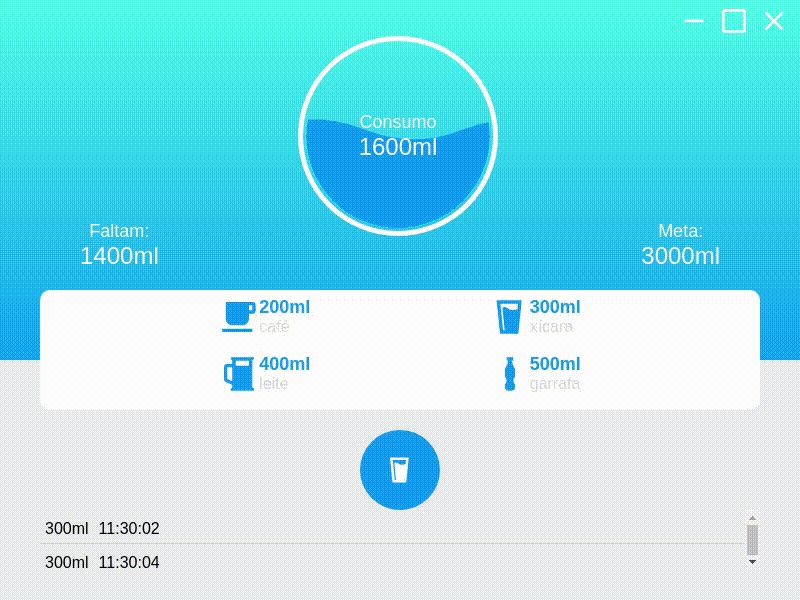 Consumo
1600ml
Faltam:
1400ml
Meta:
3000ml
200ml
café
300ml
xicara
400ml
leite
500ml
garrafa
300ml 11:30:02
300ml 11:30:04